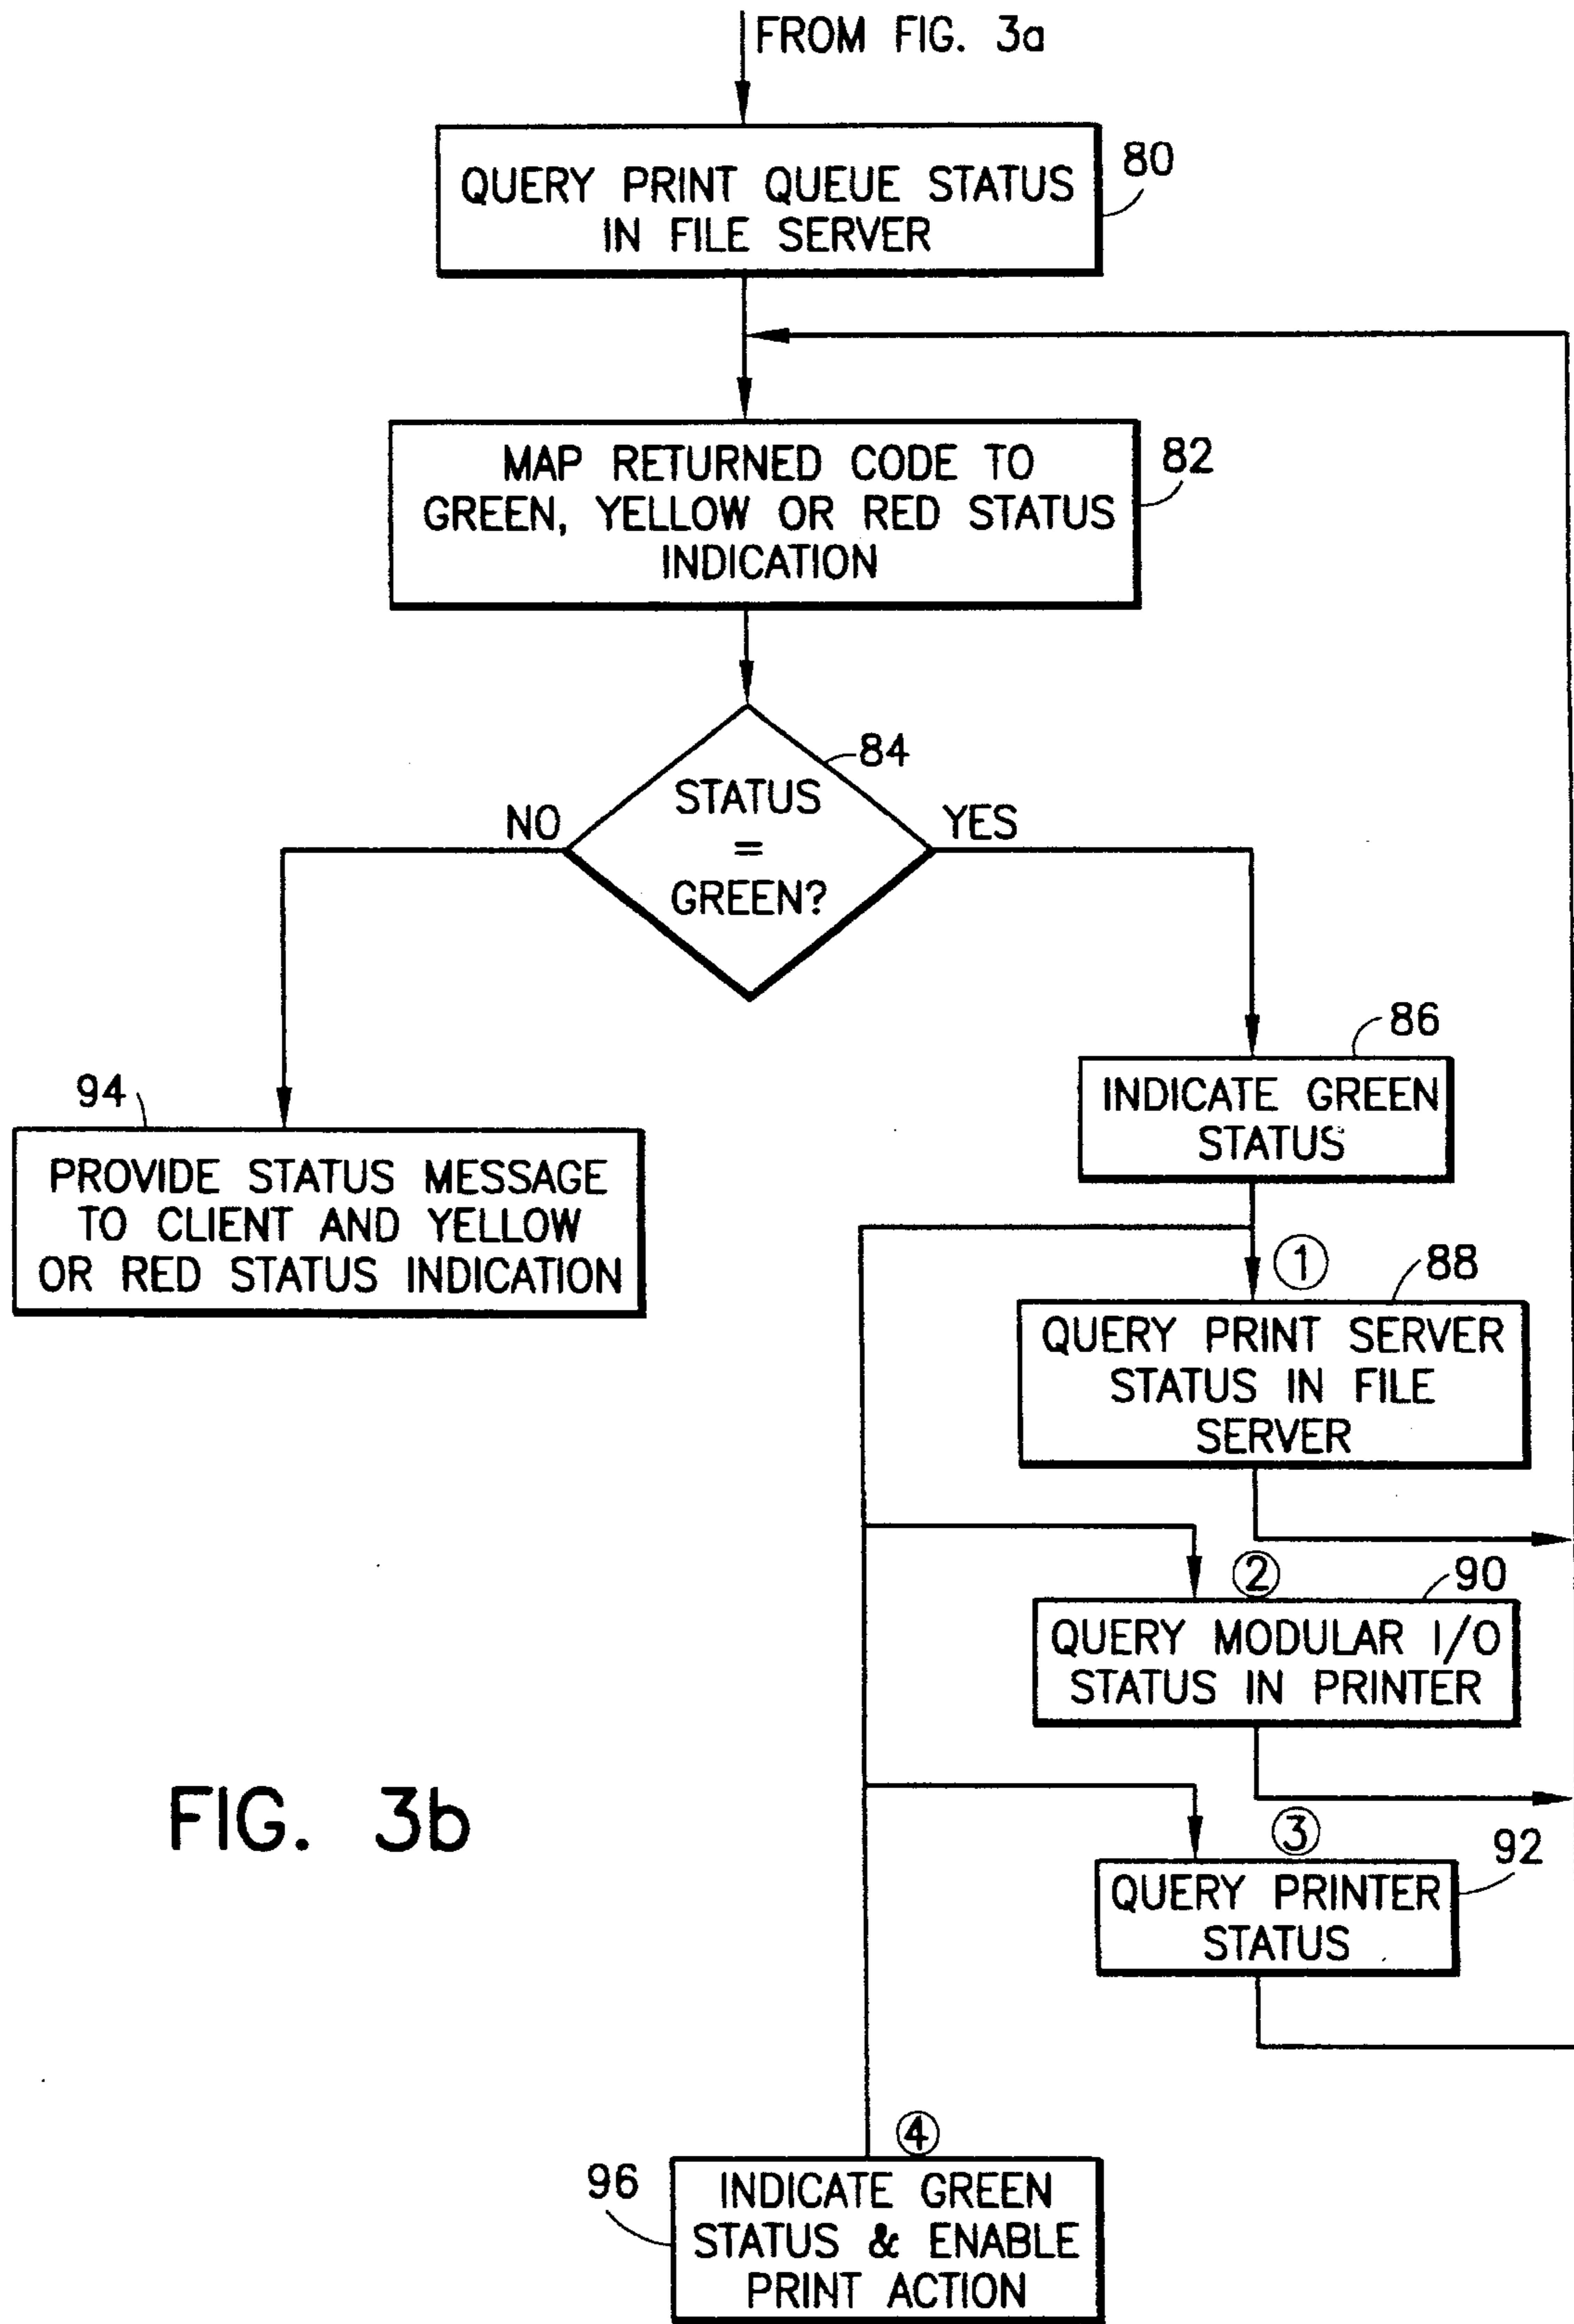 FROM FIG. 3a
QUERY PRINT QUEUE STATUS
IN FILE SERVER
80
MAP RETURNED CODE TO
GREEN, YELLOW OR RED STATUS
INDICATION
82
84
STATUS
=
GREEN?
NO
YES
86
INDICATE GREEN
STATUS
94
PROVIDE STATUS MESSAGE
TO CLIENT AND YELLOW
OR RED STATUS INDICATION
1
88
QUERY PRINT SERVER
STATUS IN FILE
SERVER
2
90
QUERY MODULAR I/O
STATUS IN PRINTER
3
92
QUERY PRINTER
STATUS
FIG. 3b
4
96
INDICATE GREEN
STATUS & ENABLE
PRINT ACTION